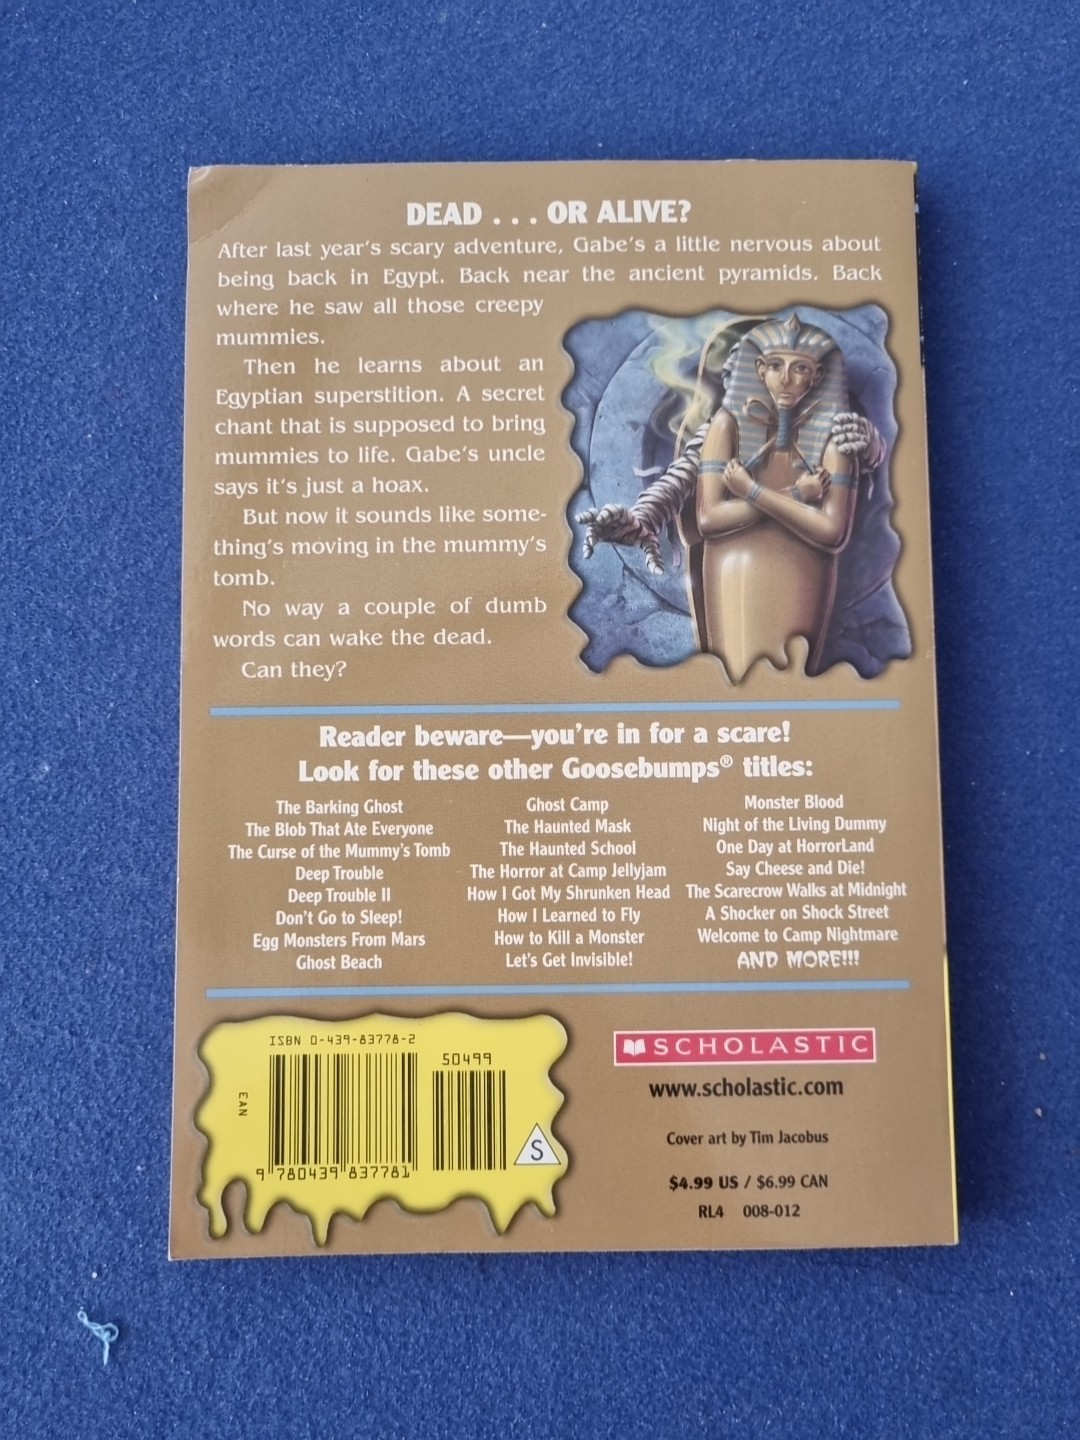 DEAD . . . OR ALIVE?
After last year's scary adventure, Gabe's a little nervous about
being back in Egypt. Back near the ancient pyramids. Back
where he saw all those creepy
mummies.
Then he learns about an
Egyptian superstition. A secret
chant that is supposed to bring
mummies to life. Gabe's uncle
says it's just a hoax.
But now it sounds like some-
thing's moving in the mummy's
tomb.
No way a couple of dumb
words can wake the dead.
Can they?
Reader beware—you're in for a scare!
Look for these other Goosebumps® titles:
The Barking Ghost
The Blob That Ate Everyone
The Curse of the Mummy's Tomb
Deep Trouble
Deep Trouble II
Don't Go to Sleep!
Egg Monsters From Mars
Ghost Beach
Ghost Camp
The Haunted Mask
The Haunted School
The Horror at Camp Jellyjam
How I Got My Shrunken Head
How I Learned to Fly
How to Kill a Monster
Let's Get Invisible!
Monster Blood
Night of the Living Dummy
One Day at HorrorLand
Say Cheese and Die!
The Scarecrow Walks at Midnight
A Shocker on Shock Street
Welcome to Camp Nightmare
AND MORE!!!
ISBN 0-439-83778-2
50499
EAN
9 780439 837781
S
SCHOLASTIC
www.scholastic.com
Cover art by Tim Jacobus
$4.99 US / $6.99 CAN
RL4 008-012